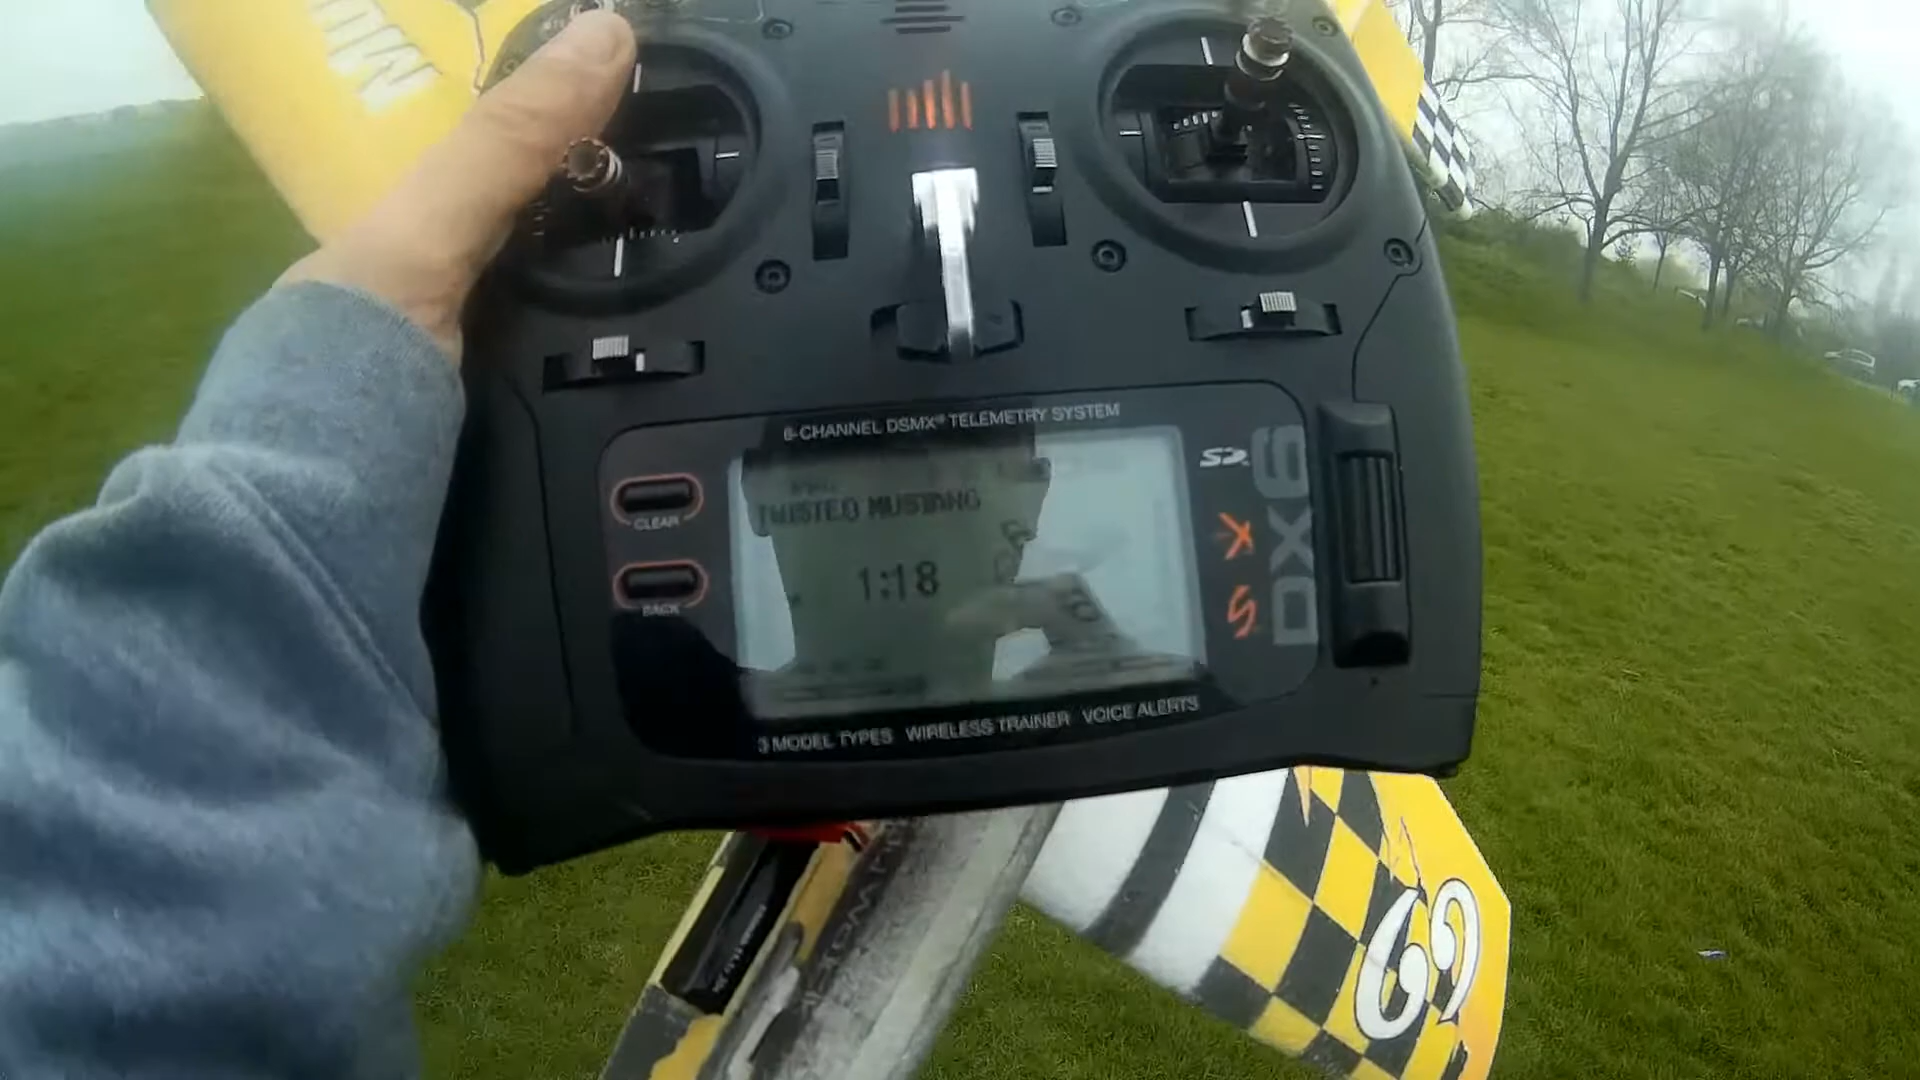 MU
6-CHANNEL DSMX® TELEMETRY SYSTEM
SD
CLEAR
TWISTED MUSTANG
1:18
BACK
DX6
3 MODEL TYPES WIRELESS TRAINER VOICE ALERTS
69